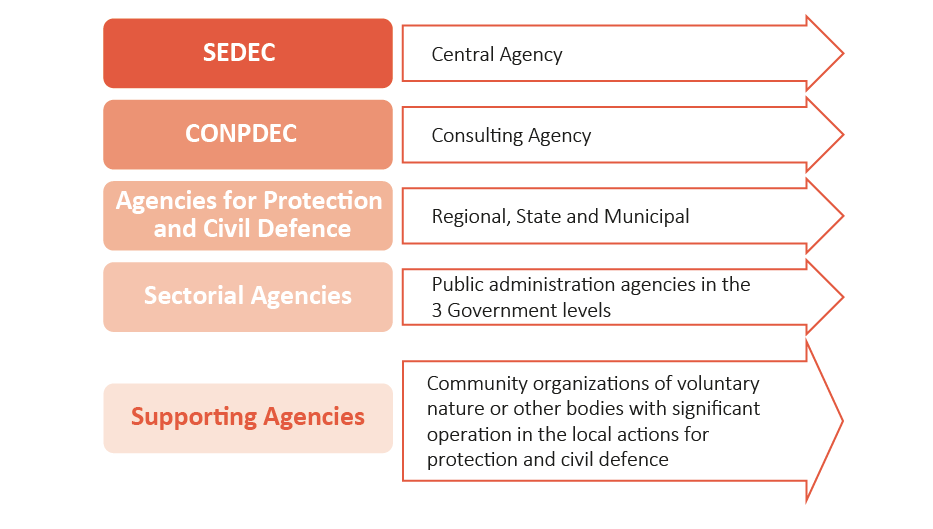 SEDEC
Central Agency
CONPDEC
Consulting Agency
Agencies for Protection
and Civil Defence
Regional, State and Municipal
Sectorial Agencies
Public administration agencies in the
3 Government levels
Supporting Agencies
Community organizations of voluntary
nature or other bodies with significant
operation in the local actions for
protection and civil defence